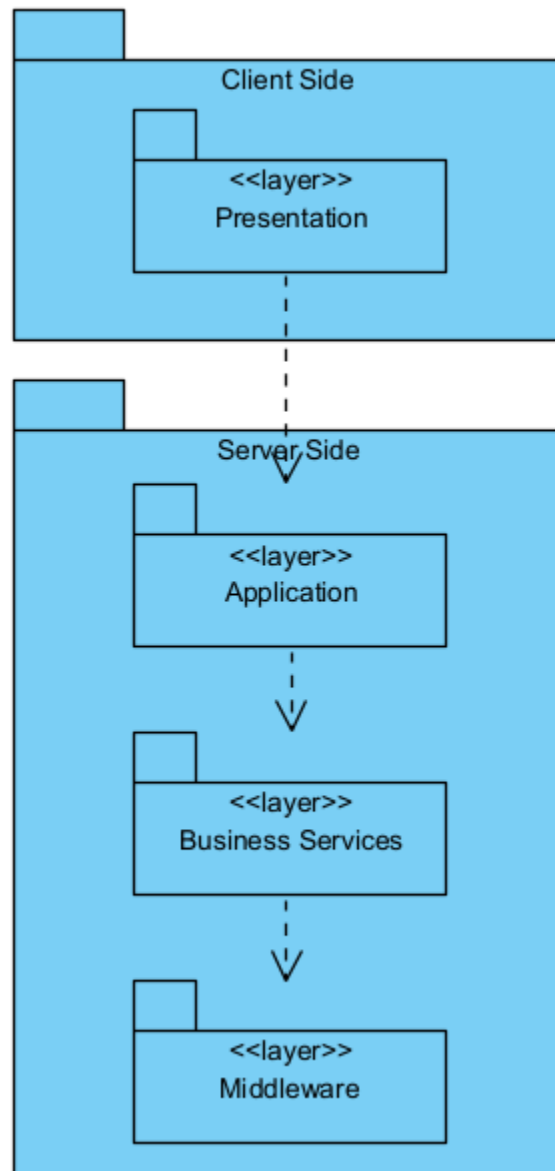 Client Side
<<layer>>
Presentation
Server Side
<<layer>>
Application
<<layer>>
Business Services
<<layer>>
Middleware